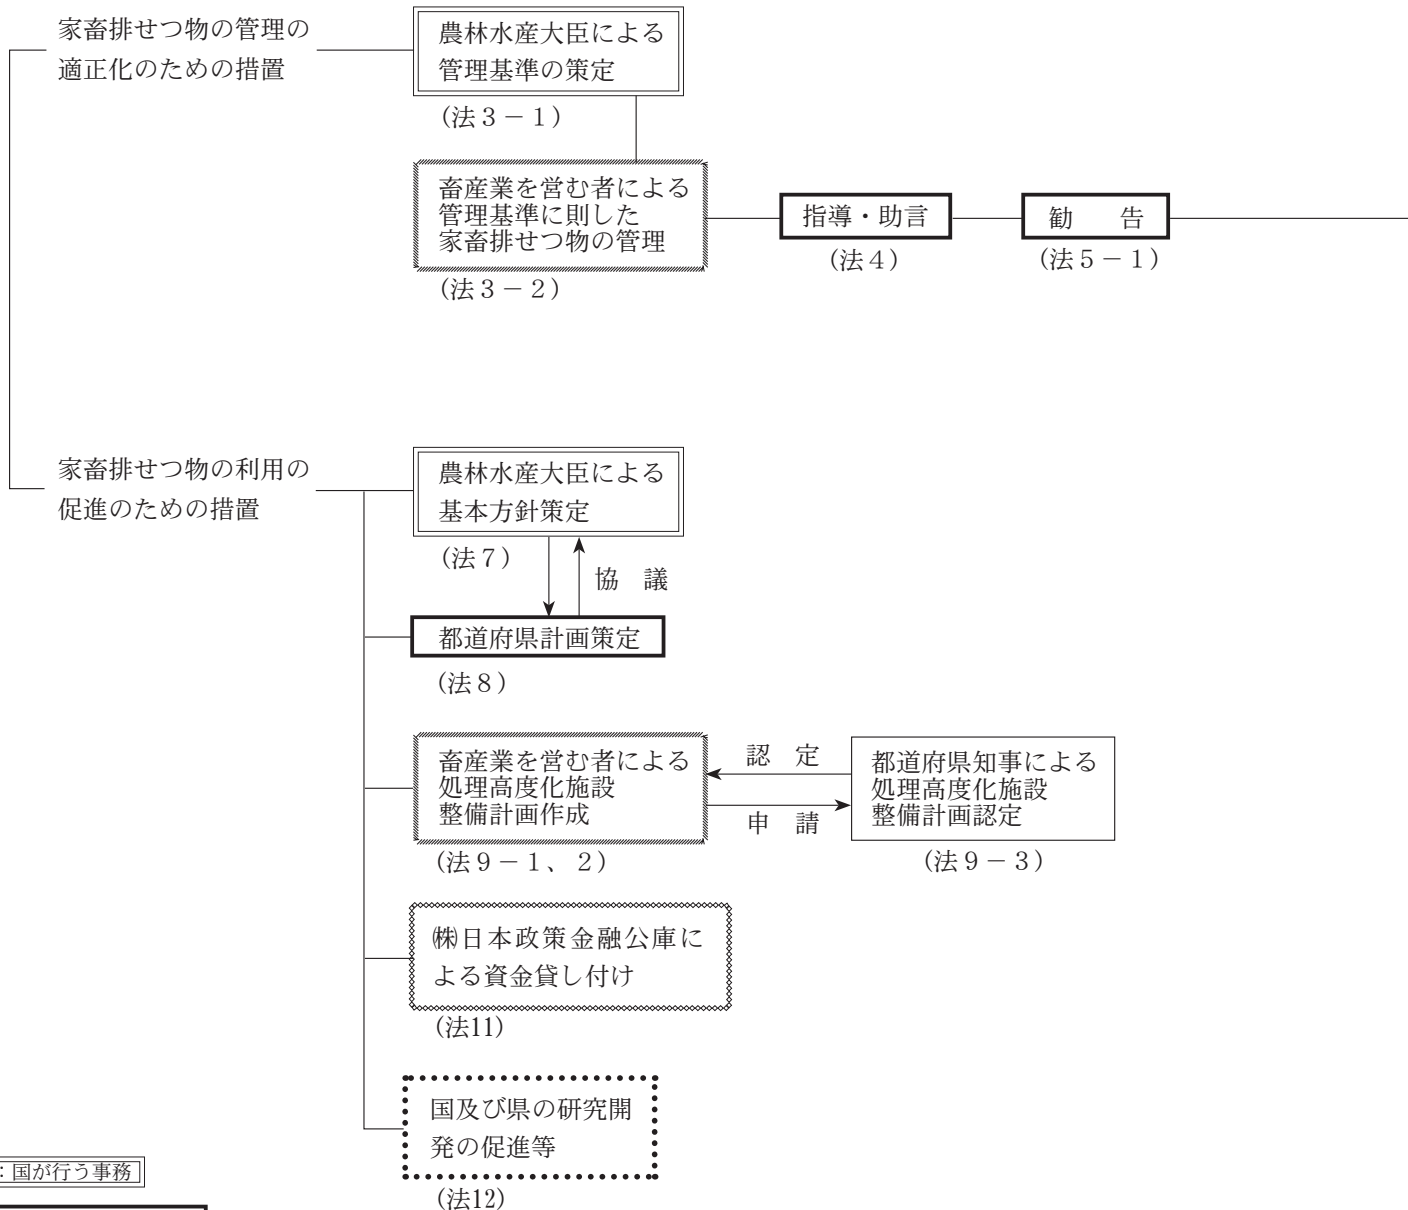 家畜排せつ物の管理の
適正化のための措置
農林水産大臣による
管理基準の策定
(法3－1)
畜産業を営む者による
管理基準に則した
家畜排せつ物の管理
(法3－2)
指導・助言
(法4)
勧　告
(法5－1)
家畜排せつ物の利用の
促進のための措置
農林水産大臣による
基本方針策定
(法7)
協　議
都道府県計画策定
(法8)
畜産業を営む者による
処理高度化施設
整備計画作成
(法9－1、2)
認　定
申　請
都道府県知事による
処理高度化施設
整備計画認定
(法9－3)
㈱日本政策金融公庫に
よる資金貸し付け
(法11)
国及び県の研究開
発の促進等
(法12)
：国が行う事務